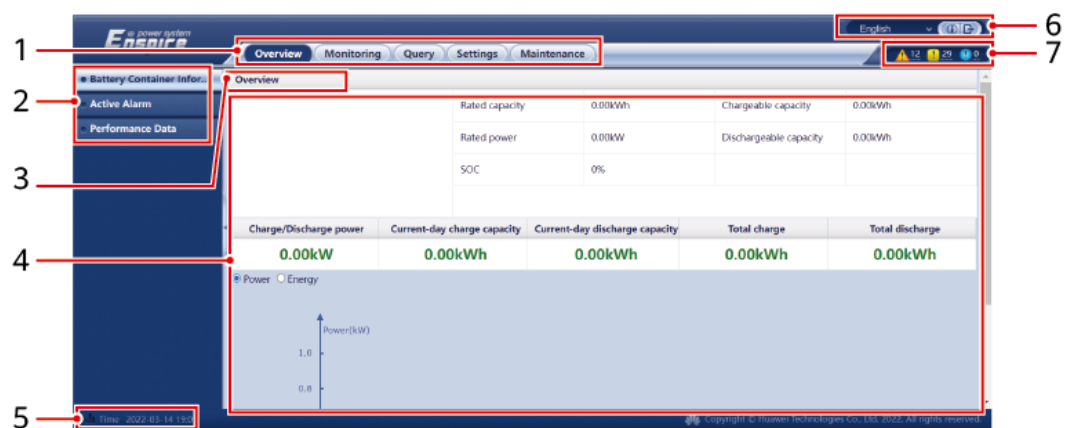 e power system
Enspire
English
1
Overview Monitoring Query Settings Maintenance
6
12 29 0
7
2
Battery Container Infor..
Active Alarm
Performance Data
Overview
3
Rated capacity 0.00kWh Chargeable capacity 0.00kWh
Rated power 0.00kW Dischargeable capacity 0.00kWh
SOC 0%
Charge/Discharge power Current-day charge capacity Current-day discharge capacity Total charge Total discharge
4
0.00kW 0.00kWh 0.00kWh 0.00kWh 0.00kWh
Power Energy
Power(kW)
1.0
0.8
5
Time 2022-03-14 19:0
Copyright © Huawei Technologies Co., Ltd. 2022. All rights reserved.